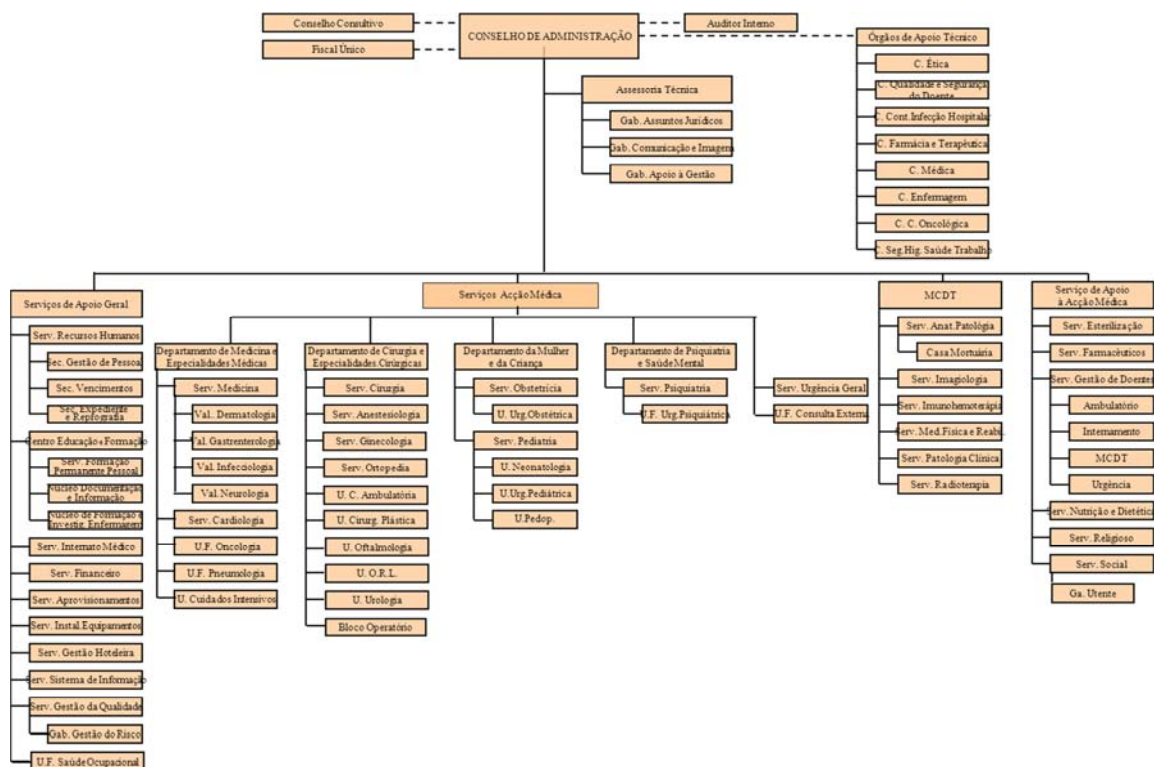 Conselho Consultivo
CONSELHO DE ADMINISTRAÇÃO
Auditor Interno
Fiscal Único
Órgãos de Apoio Técnico
C. Ética
C. Qualidade e Segurança
do Doente
C. Cont.Infecção Hospitalar
C. Farmácia e Terapêutica
C. Médica
C. Enfermagem
C. C. Oncológica
C. Seg.Hig. Saúde Trabalho
Assessoria Técnica
Gab. Assuntos Jurídicos
Gab. Comunicação e Imagem
Gab. Apoio à Gestão
Serviços de Apoio Geral
Serv. Recursos Humanos
Sec. Gestão de Pessoal
Sec. Vencimentos
Sec. Expediente
e Reprografia
Centro Educação e Formação
Serv. Formação
Permanente Pessoal
Núcleo Documentação
e Informação
Núcleo de Formação e
Investig. Enfermagem
Serv. Internato Médico
Serv. Financeiro
Serv. Aprovisionamentos
Serv. Instal.Equipamentos
Serv. Gestão Hoteleira
Serv. Sistema de Informação
Serv. Gestão da Qualidade
Gab. Gestão do Risco
U.F. Saúde Ocupacional
Serviços Acção Médica
Departamento de Medicina e
Especialidades Médicas
Serv. Medicina
Val. Dermatologia
Val. Gastrenterologia
Val. Infecciologia
Val. Neurologia
Serv. Cardiologia
U.F. Oncologia
U.F. Pneumologia
U. Cuidados Intensivos
Departamento de Cirurgia e
Especialidades Cirúrgicas
Serv. Cirurgia
Serv. Anestesiologia
Serv. Ginecologia
Serv. Ortopedia
U. C. Ambulatória
U. Cirurg. Plástica
U. Oftalmologia
U. O.R.L.
U. Urologia
Bloco Operatório
Departamento da Mulher
e da Criança
Serv. Obstetrícia
U. Urg.Obstétrica
Serv. Pediatria
U. Neonatologia
U.Urg.Pediátrica
U.Pedop.
Departamento de Psiquiatria
e Saúde Mental
Serv. Psiquiatria
U.F. Urg.Psiquiátrica
Serv. Urgência Geral
U.F. Consulta Externa
MCDT
Serv. Anat.Patológia
Casa Mortuária
Serv. Imagiologia
Serv. Imunohemoterápia
Serv. Med.Física e Reabil.
Serv. Patologia Clínica
Serv. Radioterapia
Serviço de Apoio
à Acção Médica
Serv. Esterilização
Serv. Farmacêuticos
Serv. Gestão de Doentes
Ambulatório
Internamento
MCDT
Urgência
Serv. Nutrição e Dietética
Serv. Religioso
Serv. Social
Ga. Utente